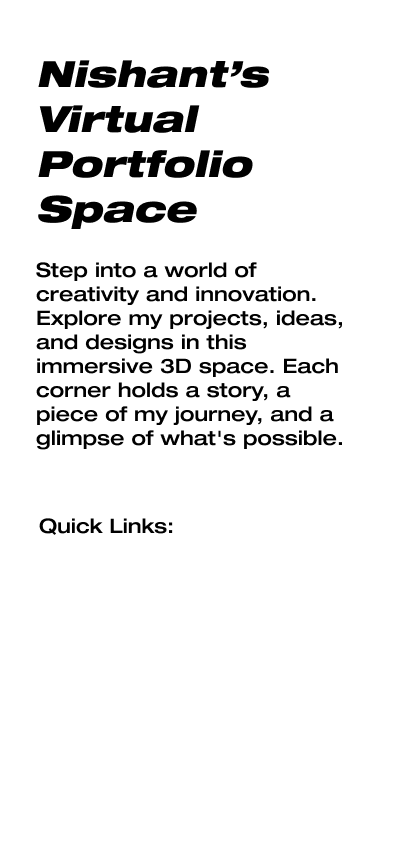 Nishant’s
Virtual
Portfolio
Space
Step into a world of
creativity and innovation.
Explore my projects, ideas,
and designs in this
immersive 3D space. Each
corner holds a story, a
piece of my journey, and a
glimpse of what's possible.
Quick Links: